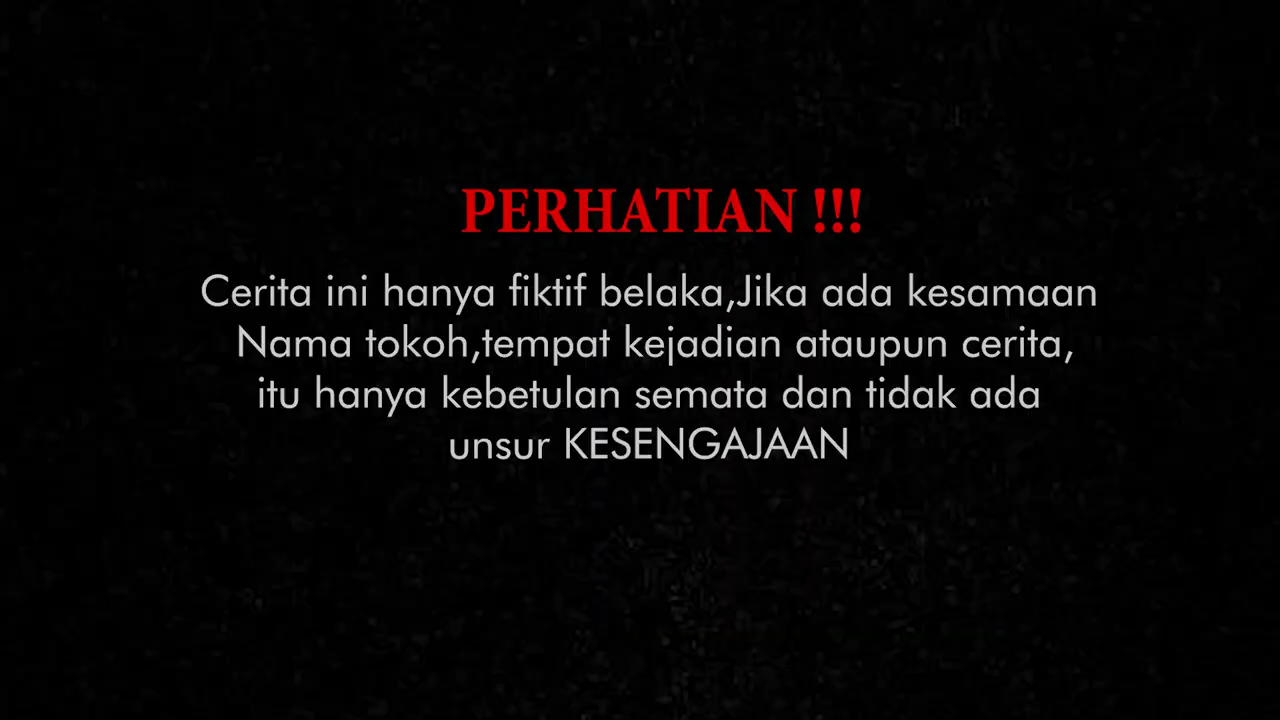 PERHATIAN !!!
Cerita ini hanya fiktif belaka,Jika ada kesamaan
Nama tokoh,tempat kejadian ataupun cerita,
itu hanya kebetulan semata dan tidak ada
unsur KESENGAJAAN